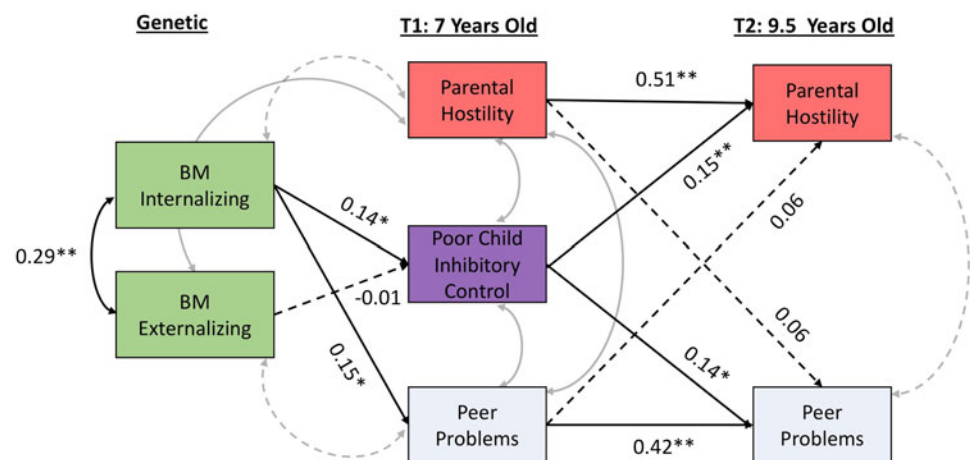 Genetic
T1: 7 Years Old
T2: 9.5 Years Old
Parental
Hostility
0.51**
Parental
Hostility
BM
Internalizing
0.15**
0.14*
0.06
Poor Child
Inhibitory
Control
0.29**
BM
Externalizing
-0.01
0.06
0.15*
0.14*
Peer
Problems
0.42**
Peer
Problems